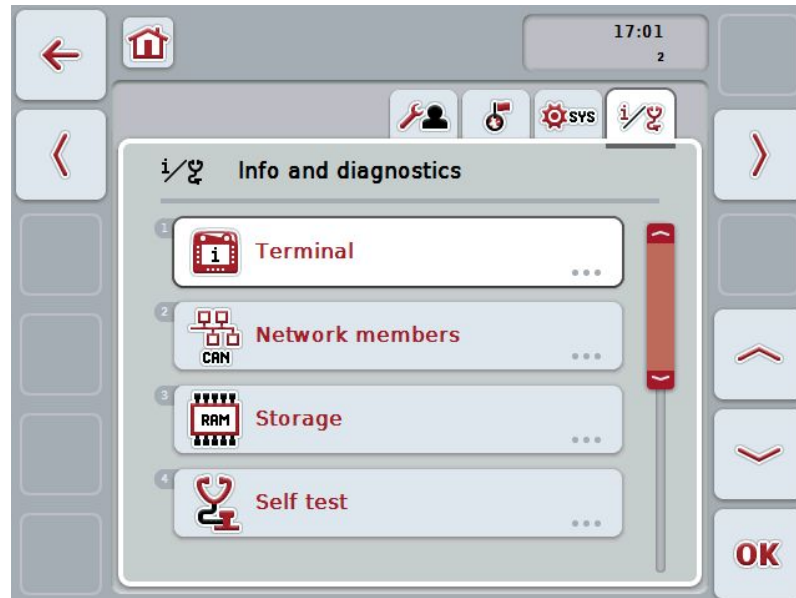 17:01
2
SYS
i
i
Info and diagnostics
1
i
Terminal
2
CAN
Network members
3
RAM
Storage
4
Self test
OK